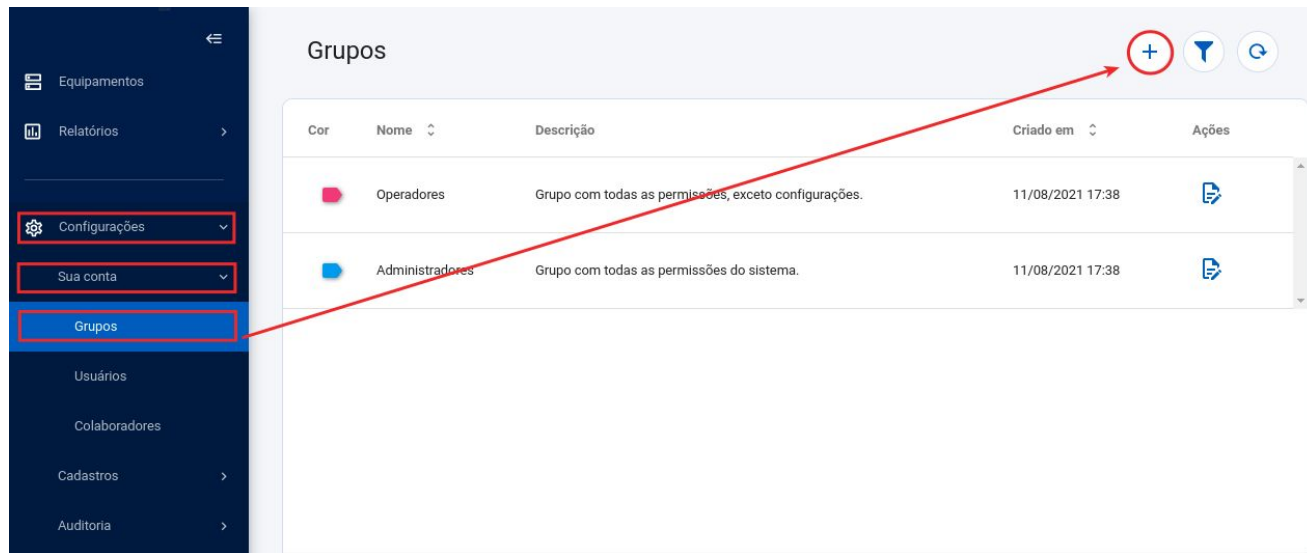 Equipamentos
Relatórios
Configurações
Sua conta
Grupos
Usuários
Colaboradores
Cadastros
Auditoria
Grupos
Cor Nome Descrição Criado em Ações
Operadores Grupo com todas as permissões, exceto configurações. 11/08/2021 17:38
Administradores Grupo com todas as permissões do sistema. 11/08/2021 17:38